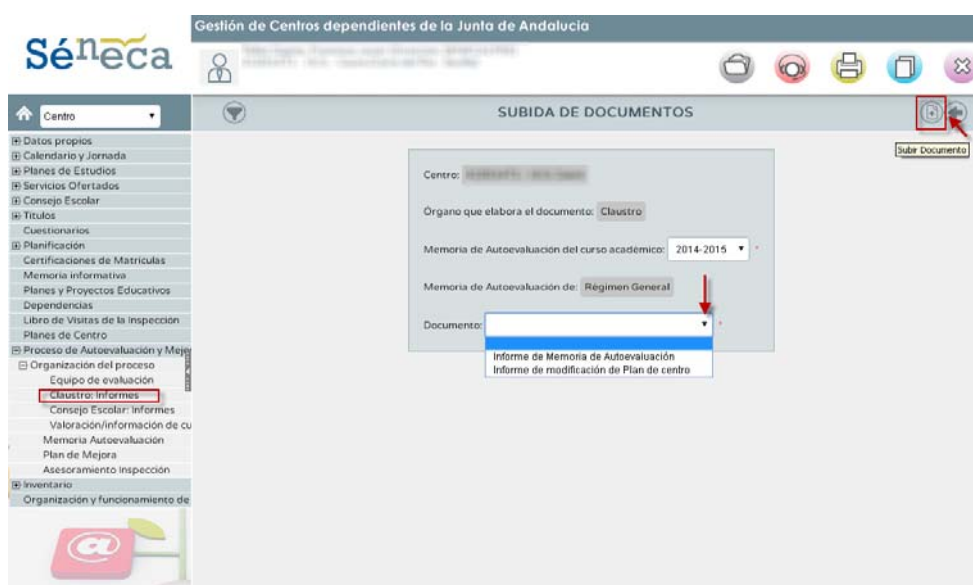 Gestión de Centros dependientes de la Junta de Andalucía
Séneca
Centro
SUBIDA DE DOCUMENTOS
Subir Documento
Datos propios
Calendario y Jornada
Planes de Estudios
Servicios Ofertados
Consejo Escolar
Títulos
Cuestionarios
Planificación
Certificaciones de Matrículas
Memoria informativa
Planes y Proyectos Educativos
Dependencias
Libro de Visitas de la Inspección
Planes de Centro
Proceso de Autoevaluación y Mejo
Organización del proceso
Equipo de evaluación
Claustro: Informes
Consejo Escolar: Informes
Valoración/información de cu
Memoria Autoevaluación
Plan de Mejora
Asesoramiento Inspección
Inventario
Organización y funcionamiento de
Centro:
Órgano que elabora el documento: Claustro
Memoria de Autoevaluación del curso académico: 2014-2015 *
Memoria de Autoevaluación de: Régimen General
Documento: *
Informe de Memoria de Autoevaluación
Informe de modificación de Plan de centro
@